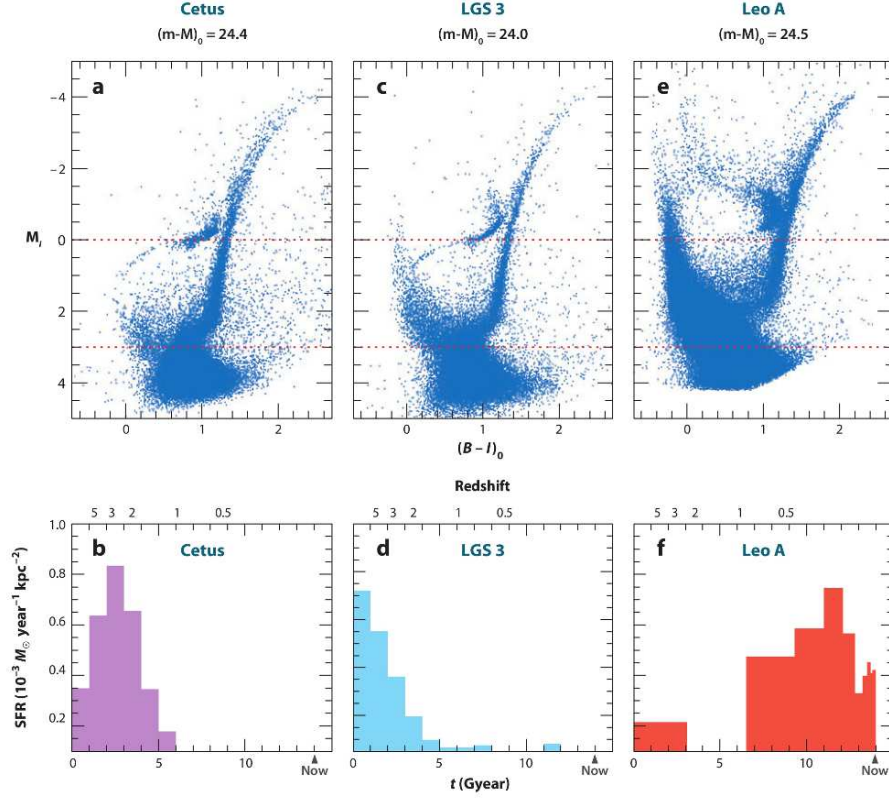 Cetus LGS 3 Leo A
(m-M)₀ = 24.4 (m-M)₀ = 24.0 (m-M)₀ = 24.5
a c e
−4
−2
0
2
4
M_I
0 1 2 0 1 2 0 1 2
(B – I)₀
Redshift
5 3 2 1 0.5 5 3 2 1 0.5 5 3 2 1 0.5
b Cetus d LGS 3 f Leo A
1.0
0.8
0.6
0.4
0.2
SFR (10⁻³ M☉ year⁻¹ kpc⁻²)
0 5 10 0 5 10 0 5 10
Now Now Now
t (Gyear)